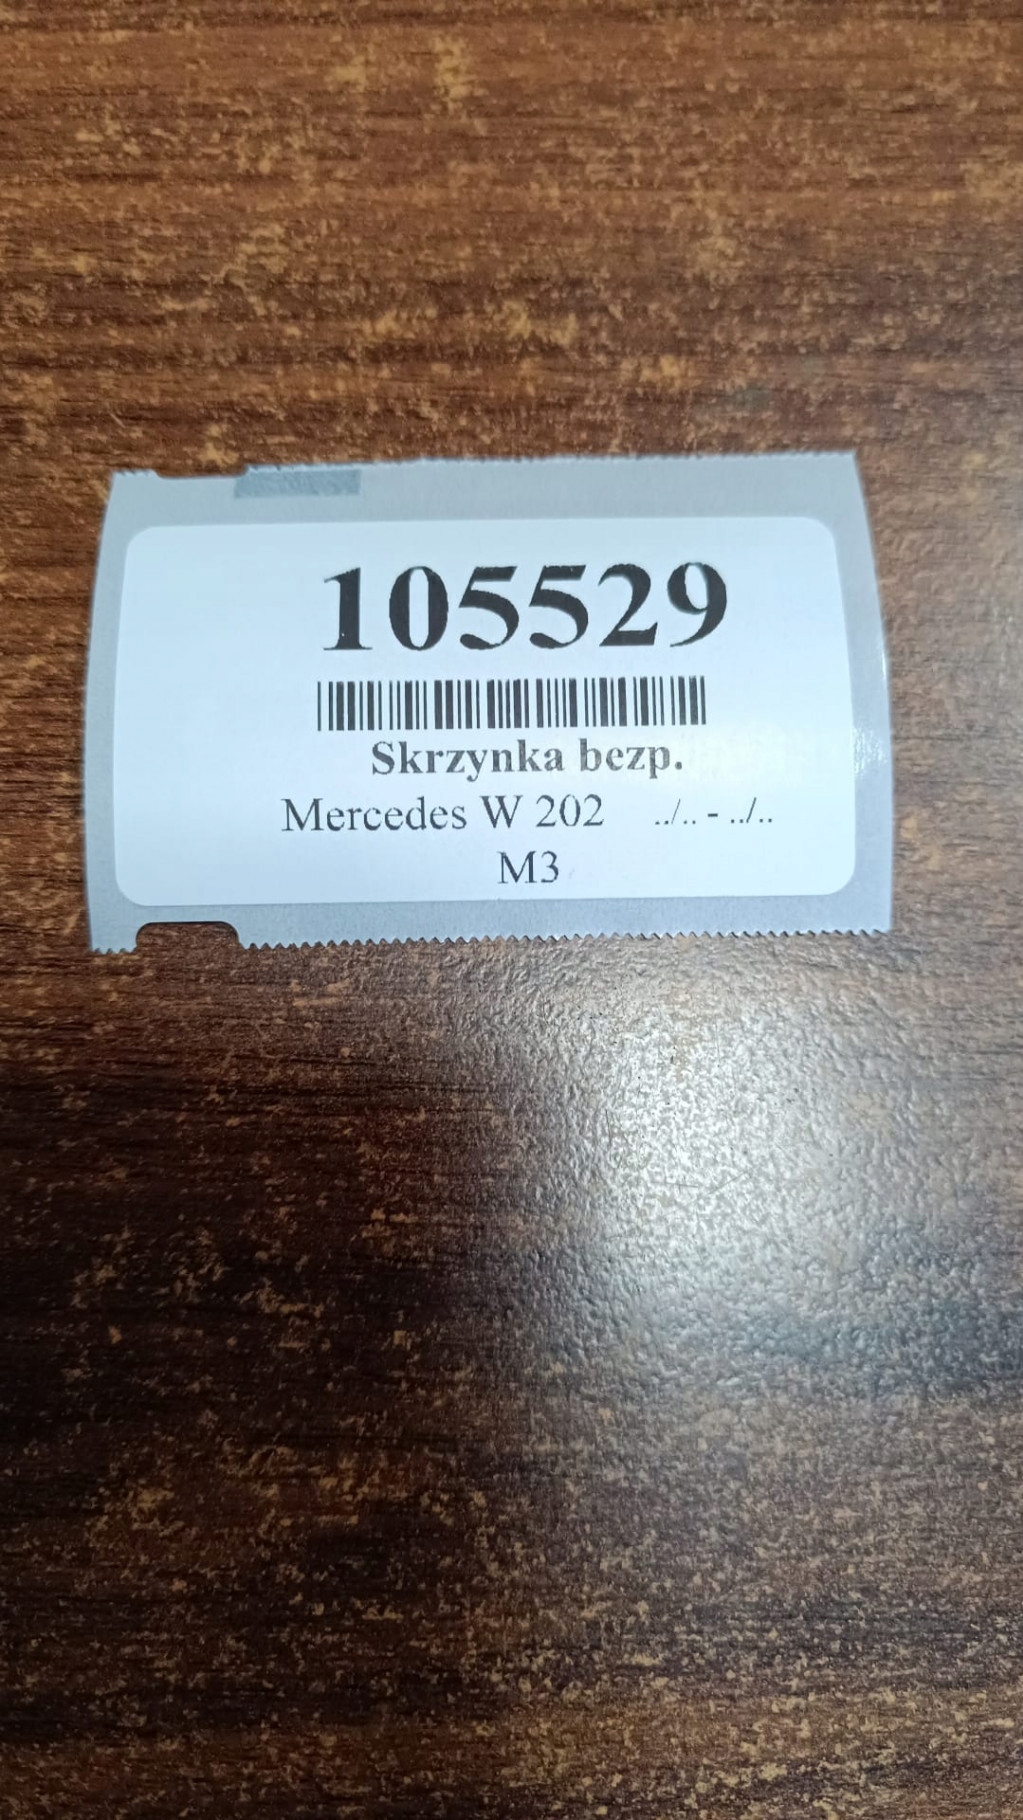 105529
Skrzynka bezp.
Mercedes W 202 ../.. - ../..
M3